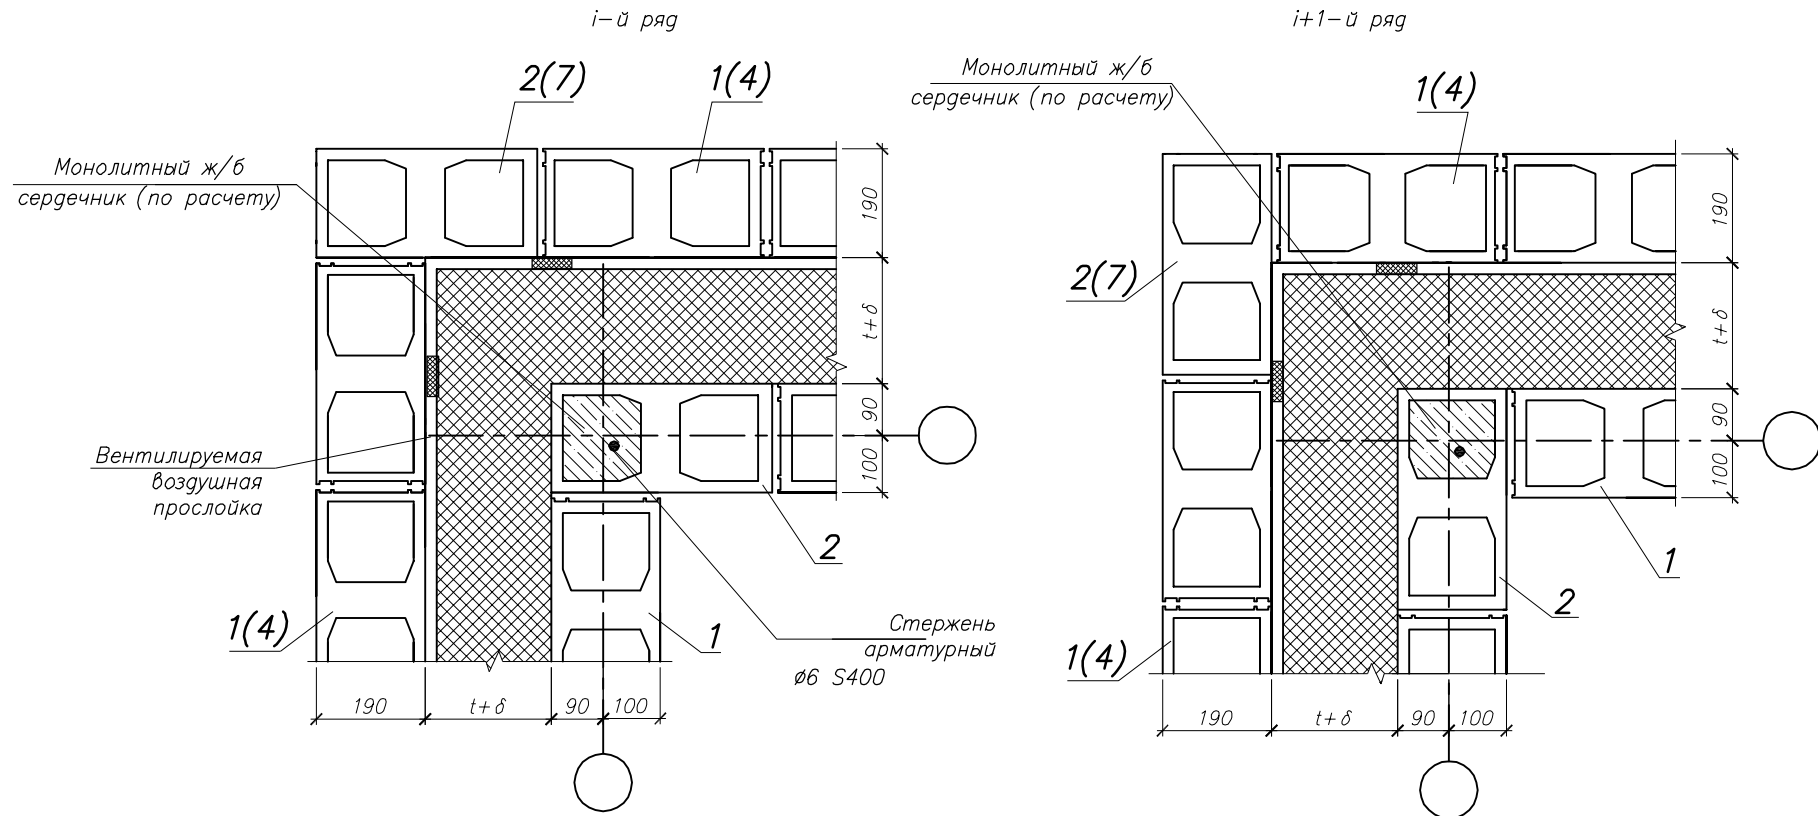 i-й ряд
2(7)
1(4)
Монолитный ж/б
сердечник (по расчету)
190
t+δ
90
100
Вентилируемая
воздушная
прослойка
2
1(4)
1
Стержень
арматурный
ø6 S400
190
t+δ
90
100
i+1-й ряд
Монолитный ж/б
сердечник (по расчету)
1(4)
190
2(7)
t+δ
90
100
1
2
1(4)
190
t+δ
90
100